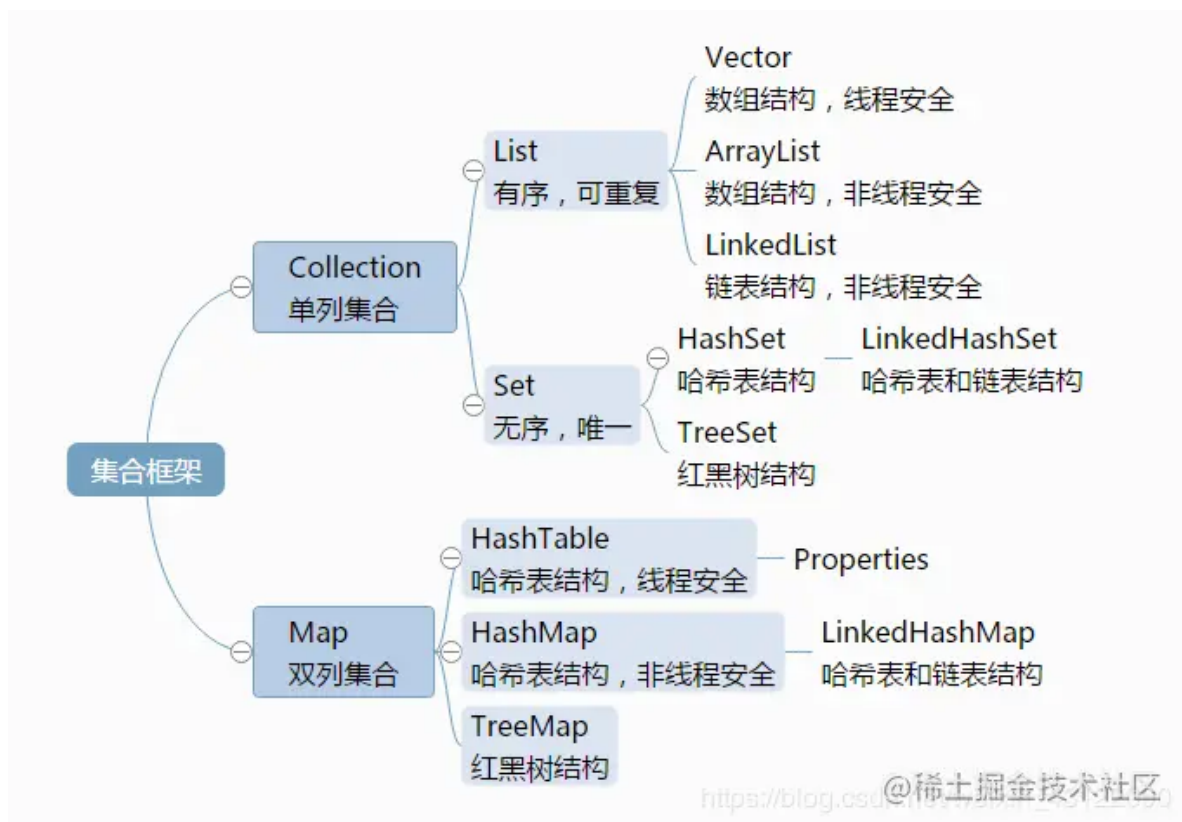 集合框架
Collection
单列集合
List
有序，可重复
Vector
数组结构，线程安全
ArrayList
数组结构，非线程安全
LinkedList
链表结构，非线程安全
Set
无序，唯一
HashSet
哈希表结构
LinkedHashSet
哈希表和链表结构
TreeSet
红黑树结构
Map
双列集合
HashTable
哈希表结构，线程安全
Properties
HashMap
哈希表结构，非线程安全
LinkedHashMap
哈希表和链表结构
TreeMap
红黑树结构
@稀土掘金技术社区